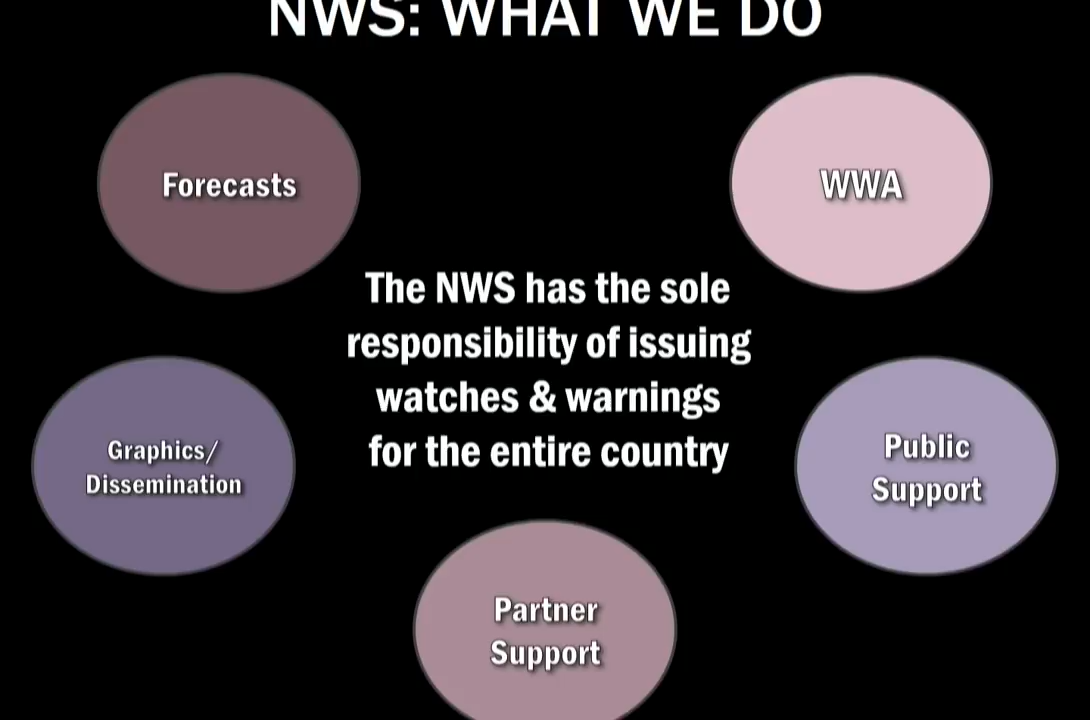 NWS: WHAT WE DO
Forecasts
WWA
The NWS has the sole
responsibility of issuing
watches & warnings
for the entire country
Graphics/
Dissemination
Public
Support
Partner
Support